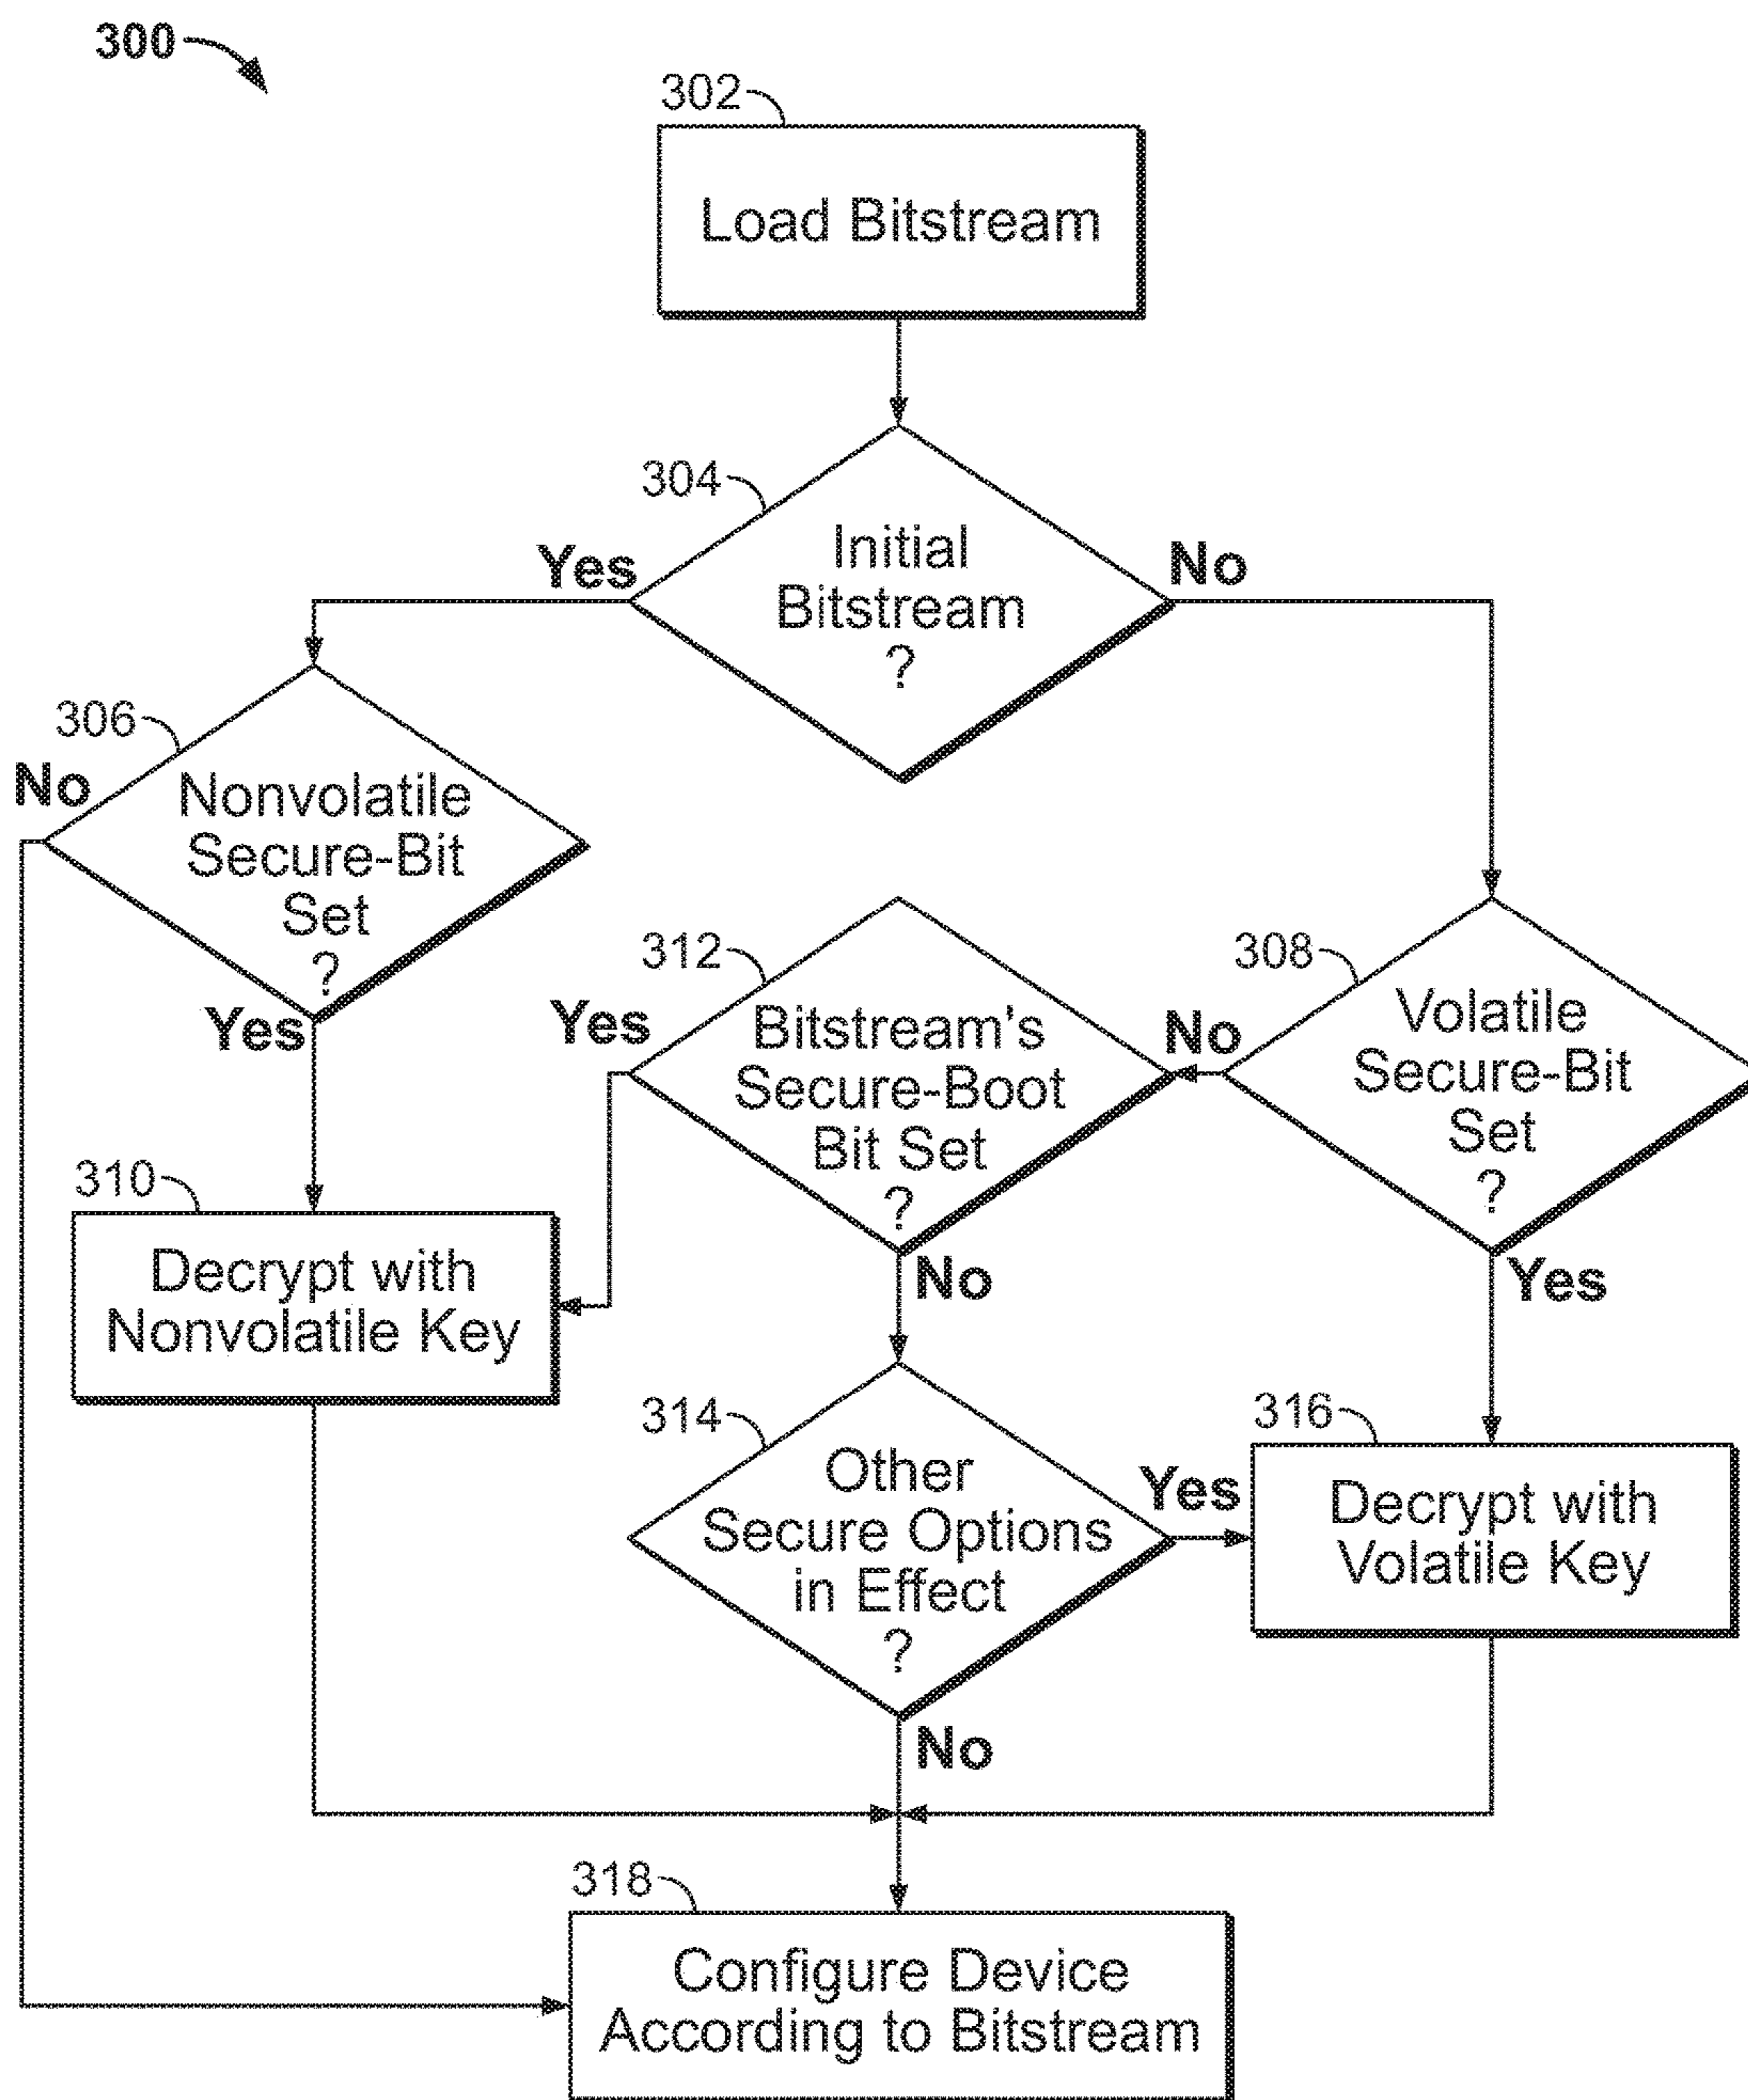 300
302
Load Bitstream
304
Initial
Bitstream
?
Yes
No
306
No
Nonvolatile
Secure-Bit
Set
?
Yes
312
Yes
Bitstream's
Secure-Boot
Bit Set
?
No
308
No
Volatile
Secure-Bit
Set
?
Yes
310
Decrypt with
Nonvolatile Key
314
Other
Secure Options
in Effect
?
Yes
No
316
Decrypt with
Volatile Key
318
Configure Device
According to Bitstream